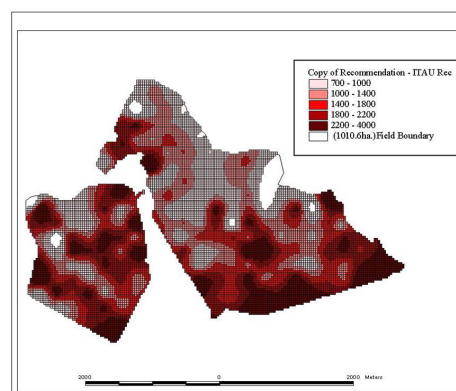 Copy of Recommendation - ITAU Rec
700 - 1000
1000 - 1400
1400 - 1800
1800 - 2200
2200 - 4000
(1010.6ha.)Field Boundary
2000 0 2000 Meters